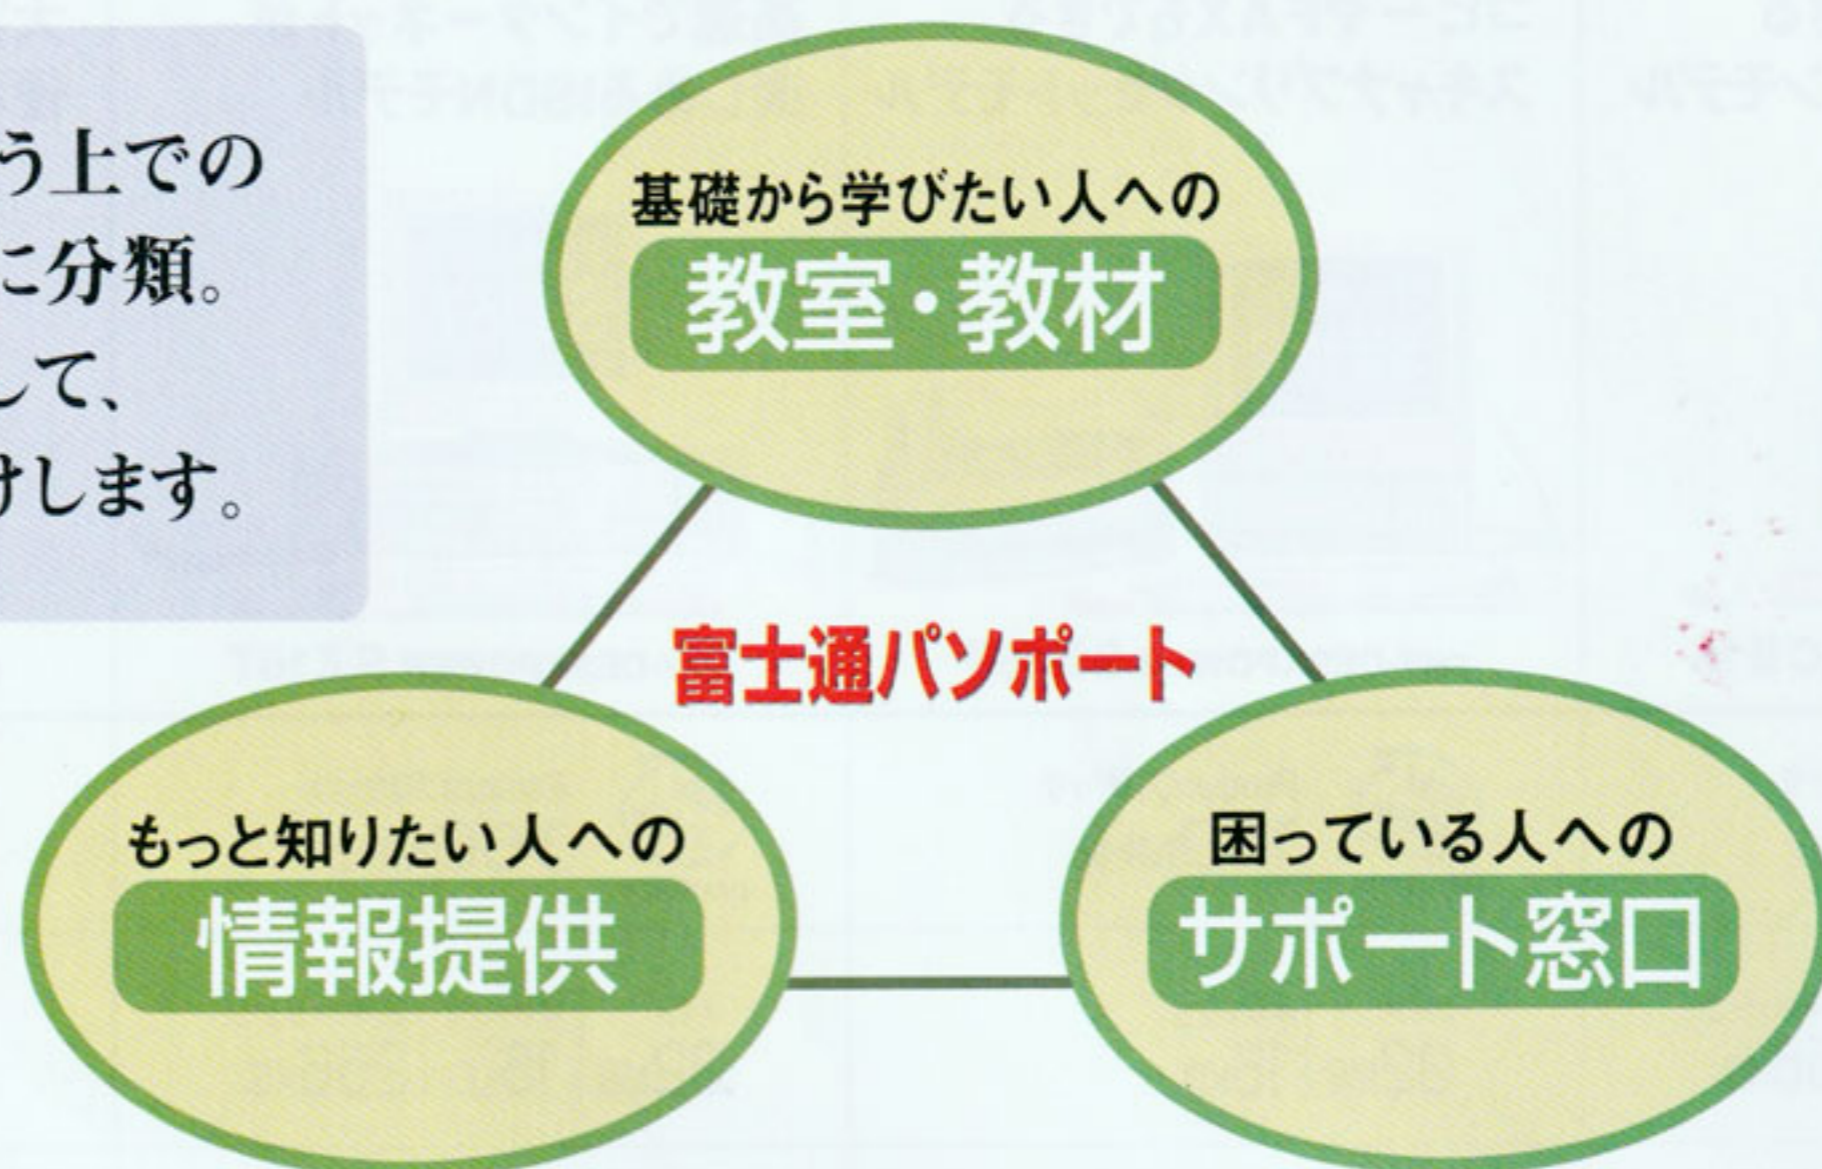 う上での
に分類。
して、
けします。
基礎から学びたい人への
教室・教材
富士通パソポート
もっと知りたい人への
情報提供
困っている人への
サポート窓口